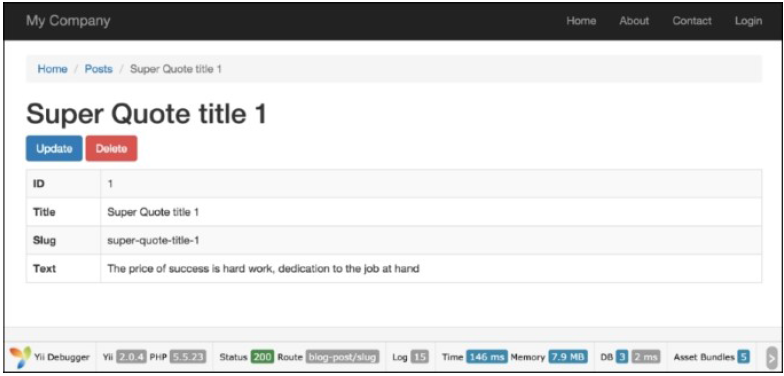 My Company Home About Contact Login
Home / Posts / Super Quote title 1
Super Quote title 1
Update Delete
ID 1
Title Super Quote title 1
Slug super-quote-title-1
Text The price of success is hard work, dedication to the job at hand
Yii Debugger Yii 2.0.4 PHP 5.5.23 Status 200 Route blog-post/slug Log 15 Time 146 ms Memory 7.9 MB DB 3 2 ms Asset Bundles 5